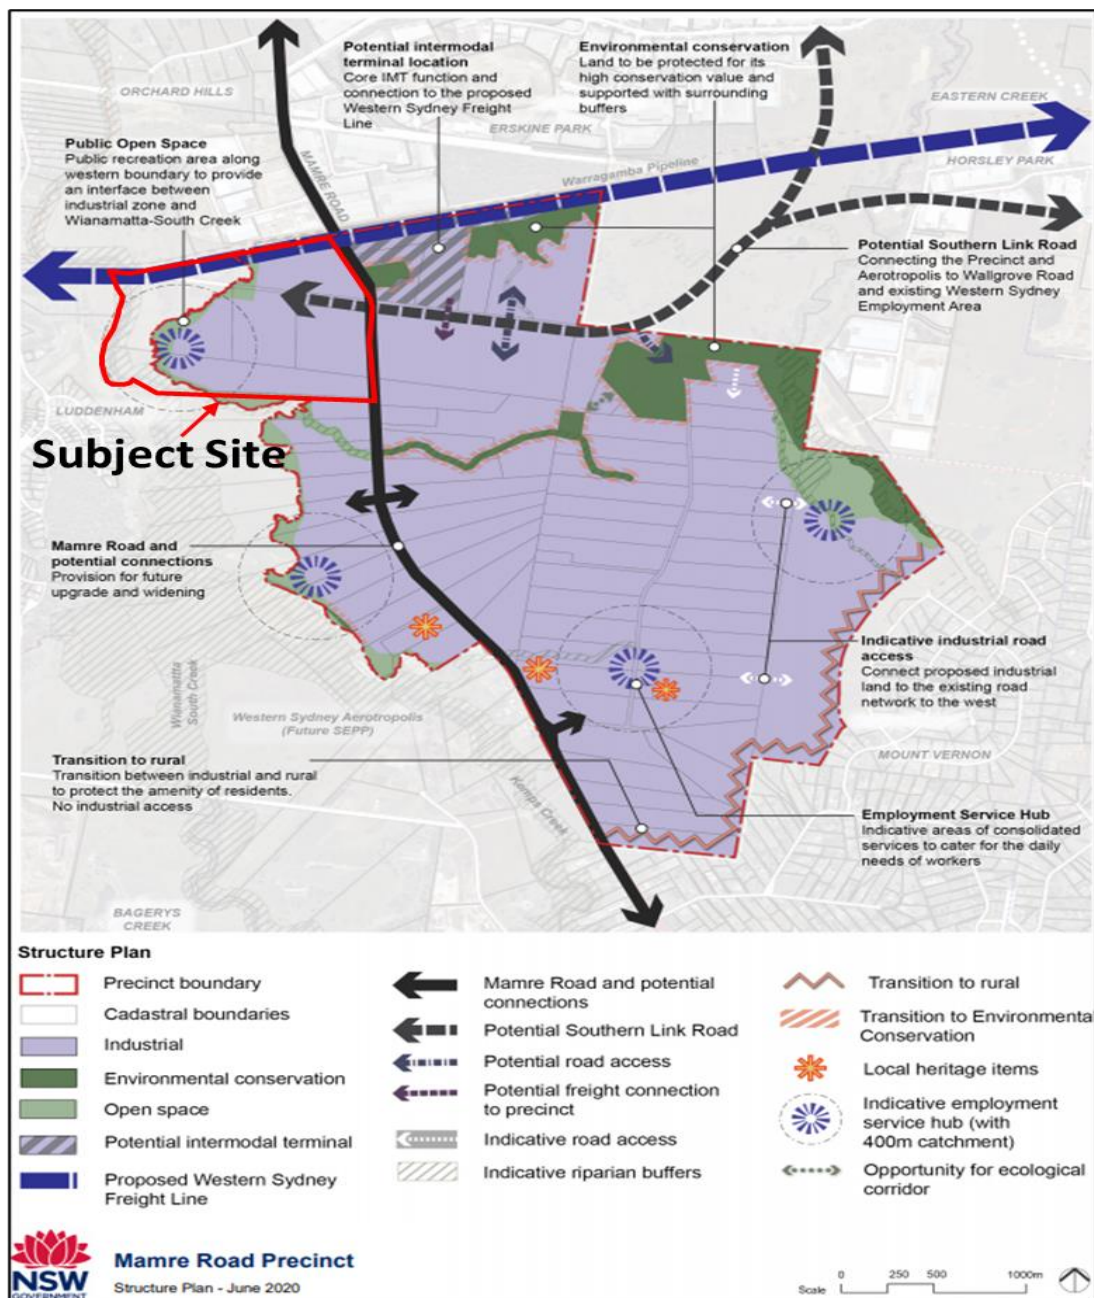 Potential intermodal
terminal location
Core IMT function and
connection to the proposed
Western Sydney Freight
Line
Environmental conservation
Land to be protected for its
high conservation value and
supported with surrounding
buffers
ORCHARD HILLS
ERSKINE PARK
EASTERN CREEK
HORSLEY PARK
Public Open Space
Public recreation area along
western boundary to provide
an interface between
industrial zone and
Wianamatta-South Creek
MAMRE ROAD
Warragamba Pipeline
Potential Southern Link Road
Connecting the Precinct and
Aerotropolis to Wallgrove Road
and existing Western Sydney
Employment Area
LUDDENHAM
Subject Site
Mamre Road and
potential connections
Provision for future
upgrade and widening
Indicative industrial road
access
Connect proposed industrial
land to the existing road
network to the west
Wianamattta
South Creek
Western Sydney Aerotropolis
(Future SEPP)
MOUNT VERNON
Transition to rural
Transition between industrial and rural
to protect the amenity of residents.
No industrial access
Kemps Creek
Employment Service Hub
Indicative areas of consolidated
services to cater for the daily
needs of workers
BAGERYS
CREEK
Structure Plan
Precinct boundary
Cadastral boundaries
Industrial
Environmental conservation
Open space
Potential intermodal terminal
Proposed Western Sydney
Freight Line
Mamre Road and potential
connections
Potential Southern Link Road
Potential road access
Potential freight connection
to precinct
Indicative road access
Indicative riparian buffers
Transition to rural
Transition to Environmental
Conservation
Local heritage items
Indicative employment
service hub (with
400m catchment)
Opportunity for ecological
corridor
NSW
GOVERNMENT
Mamre Road Precinct
Structure Plan - June 2020
Scale
0 250 500 1000m